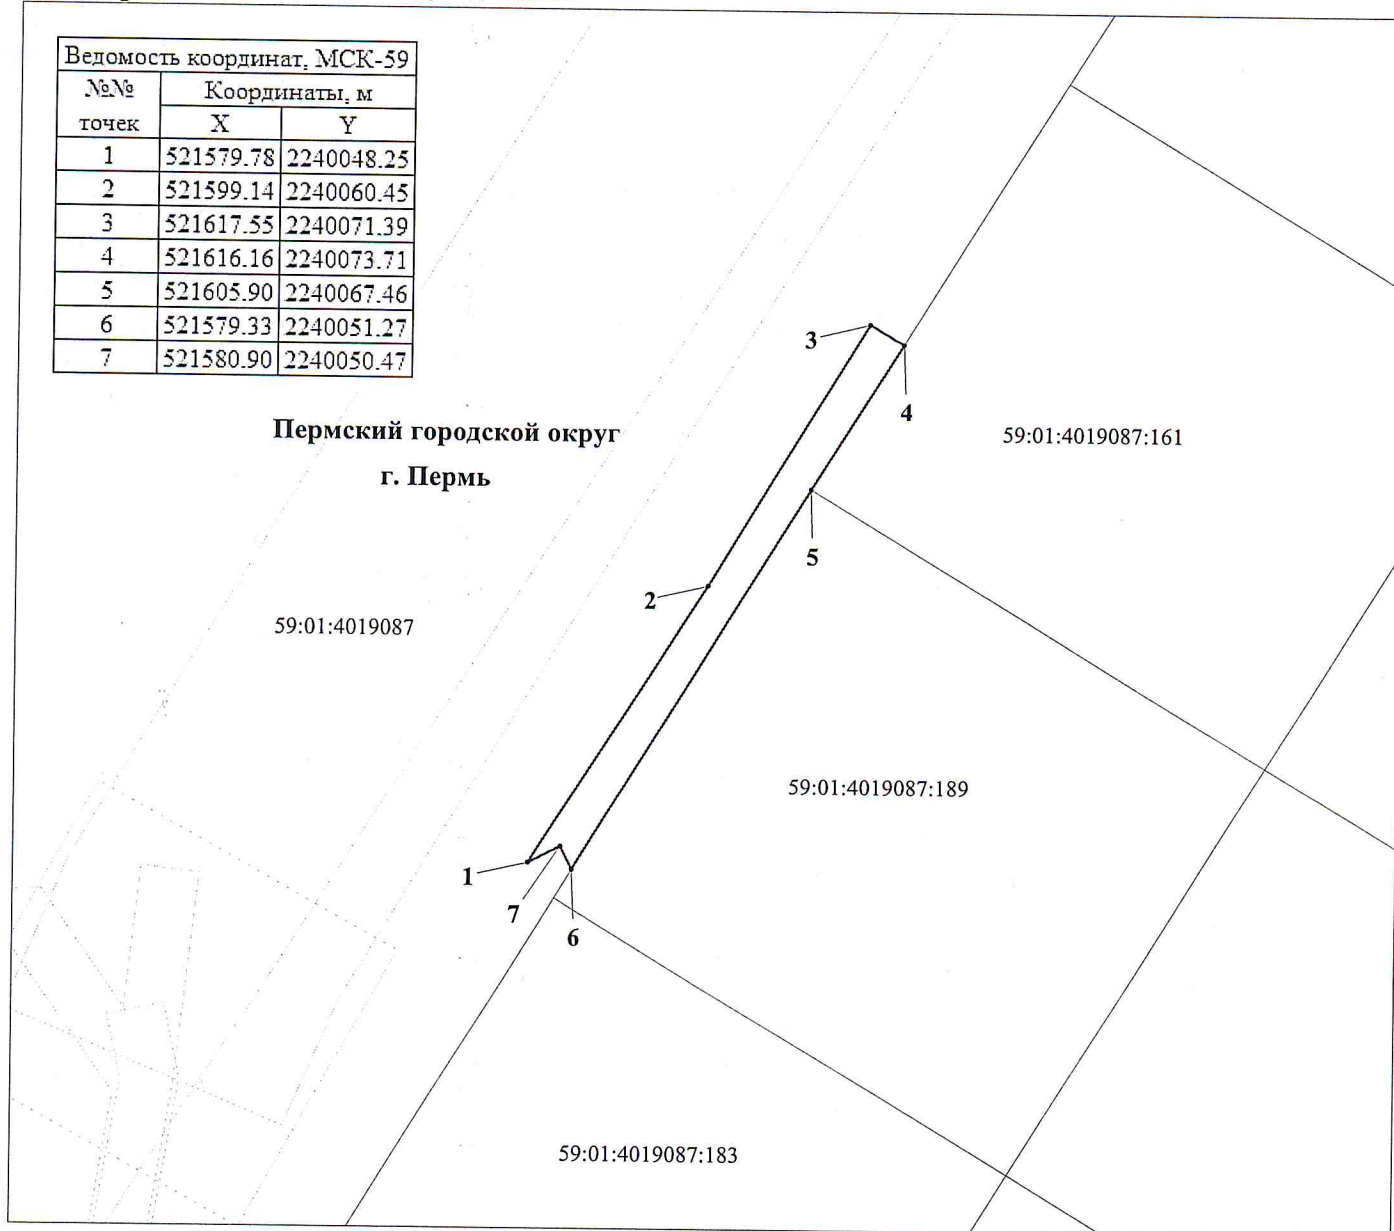 Ведомость координат, МСК-59
№№ точек Координаты, м
X Y
1 521579.78 2240048.25
2 521599.14 2240060.45
3 521617.55 2240071.39
4 521616.16 2240073.71
5 521605.90 2240067.46
6 521579.33 2240051.27
7 521580.90 2240050.47
3
4
59:01:4019087:161
Пермский городской округ
г. Пермь
5
2
59:01:4019087
59:01:4019087:189
1
7
6
59:01:4019087:183